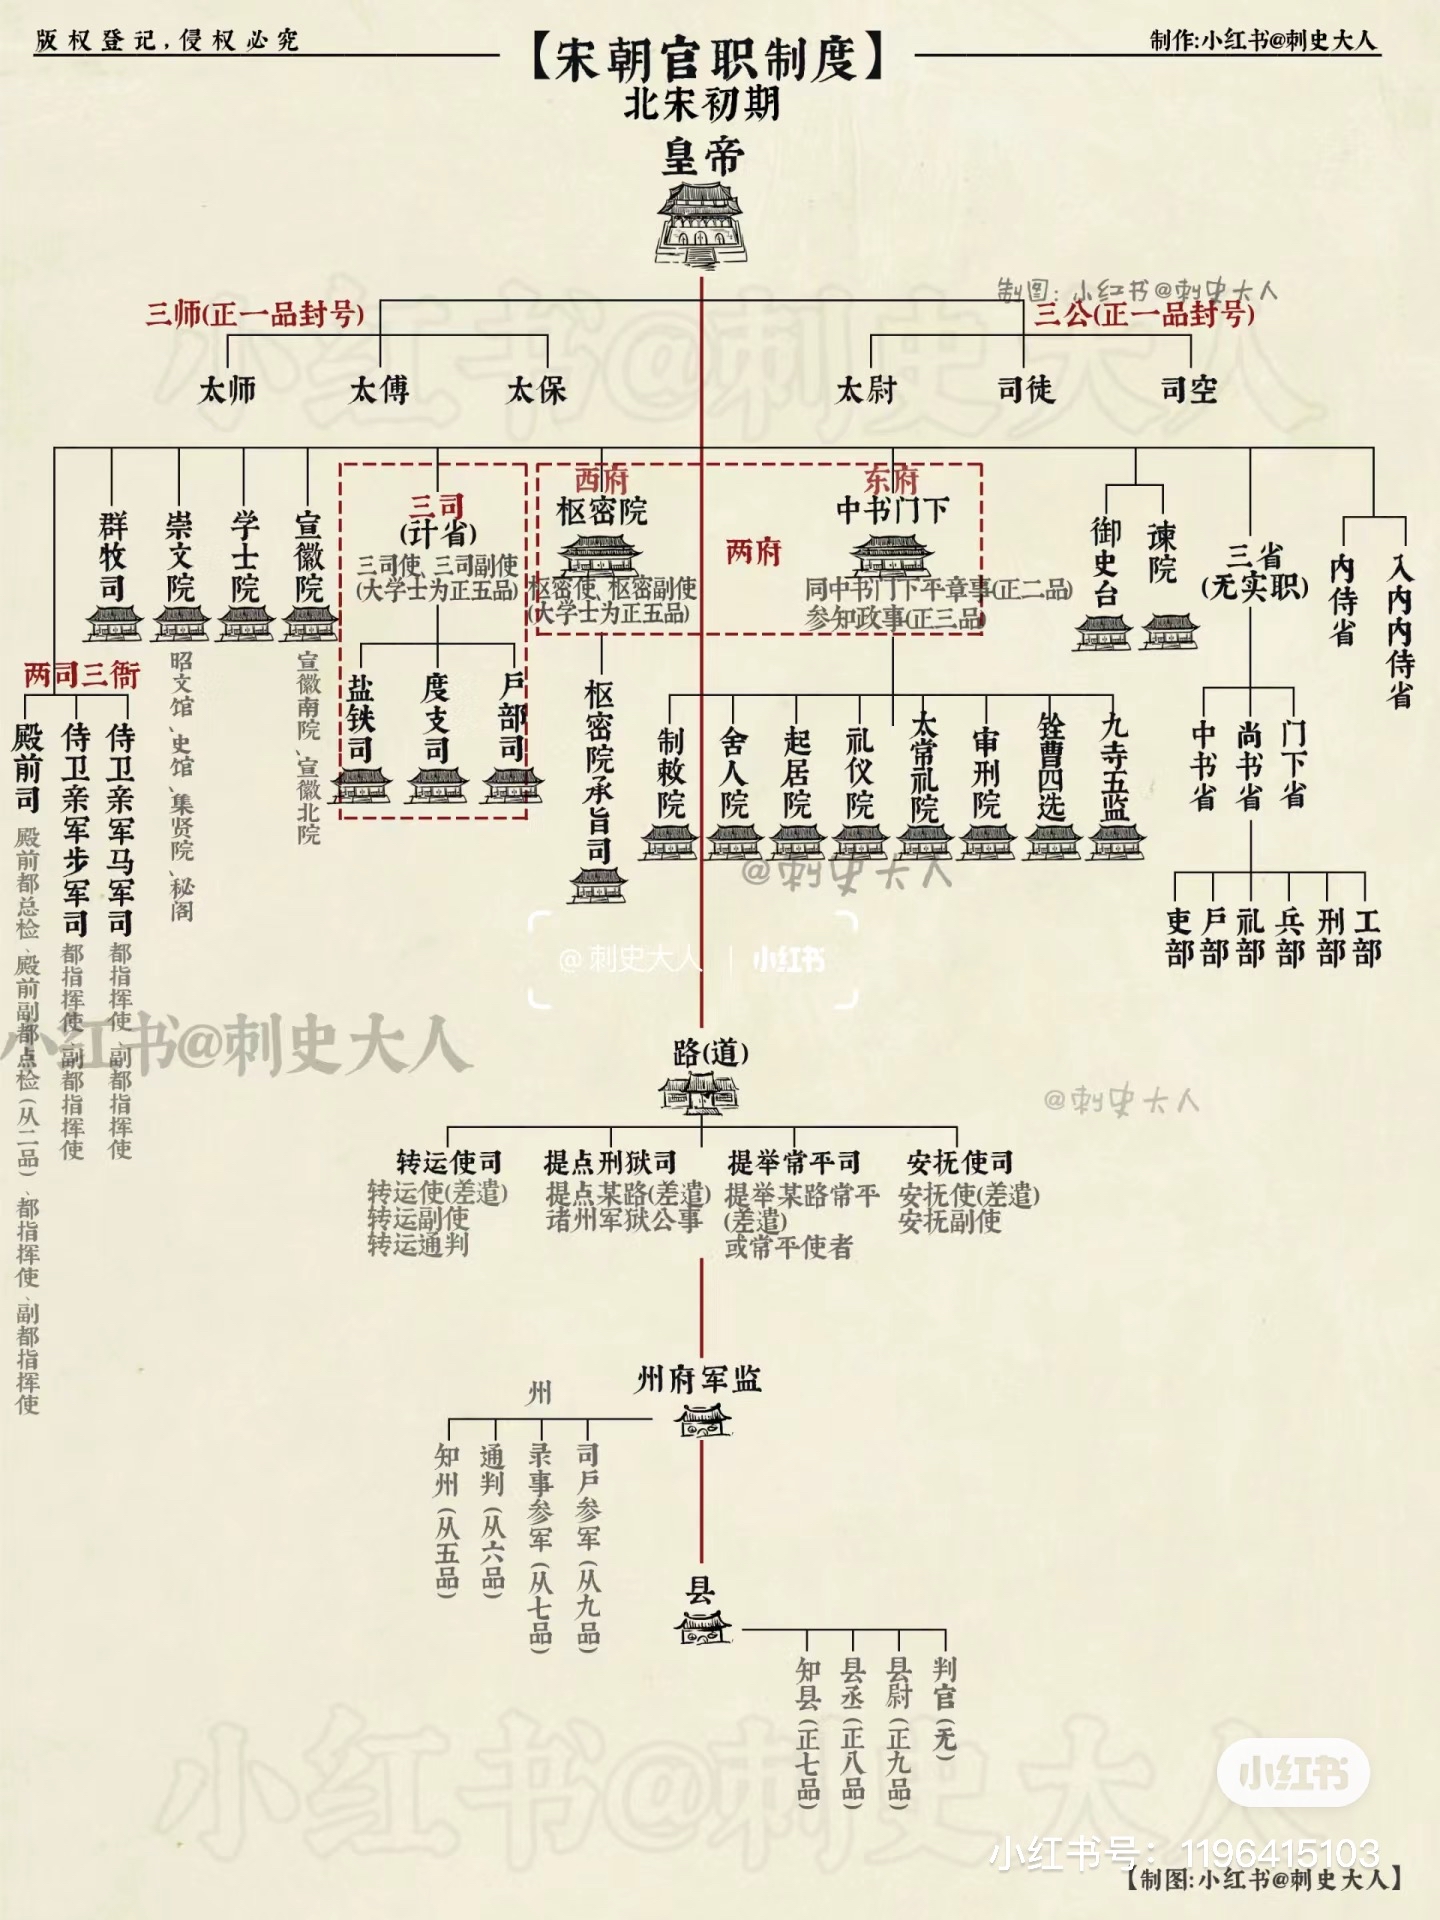 版权登记,侵权必究
【宋朝官职制度】
制作:小红书@刺史大人
北宋初期
皇帝
制图:小红书@刺史大人
三师(正一品封号)
三公(正一品封号)
太师
太傅
太保
太尉
司徒
司空
小红书@刺史大人
两司三衙
殿前司
殿前都总检、殿前副都点检(从二品)、都指挥使、副都指挥使
侍卫亲军步军司
都指挥使、副都指挥使
侍卫亲军马军司
都指挥使、副都指挥使
群牧司
崇文院
昭文馆、史馆、集贤院、秘阁
学士院
宣徽院
宣徽南院、宣徽北院
三司
(计省)
三司使、三司副使
(大学士为正五品)
盐铁司
度支司
户部司
两府
西府
枢密院
枢密使、枢密副使
(大学士为正五品)
枢密院承旨司
东府
中书门下
同中书门下平章事(正二品)
参知政事(正三品)
制敕院
舍人院
起居院
礼仪院
太常礼院
审刑院
铨曹四选
九寺五监
御史台
谏院
三省
(无实职)
中书省
尚书省
门下省
吏部
户部
礼部
兵部
刑部
工部
内侍省
入内内侍省
@刺史大人
@刺史大人 | 小红书
小红书@刺史大人
路(道)
@刺史大人
转运使司
转运使(差遣)
转运副使
转运通判
提点刑狱司
提点某路(差遣)
诸州军狱公事
提举常平司
提举某路常平
(差遣)
或常平使者
安抚使司
安抚使(差遣)
安抚副使
州府军监
州
知州(从五品)
通判(从六品)
录事参军(从七品)
司户参军(从九品)
县
知县(正七品)
县丞(正八品)
县尉(正九品)
判官(无)
小红书@刺史大人
小红书
小红书号：1196415103
【制图:小红书@刺史大人】